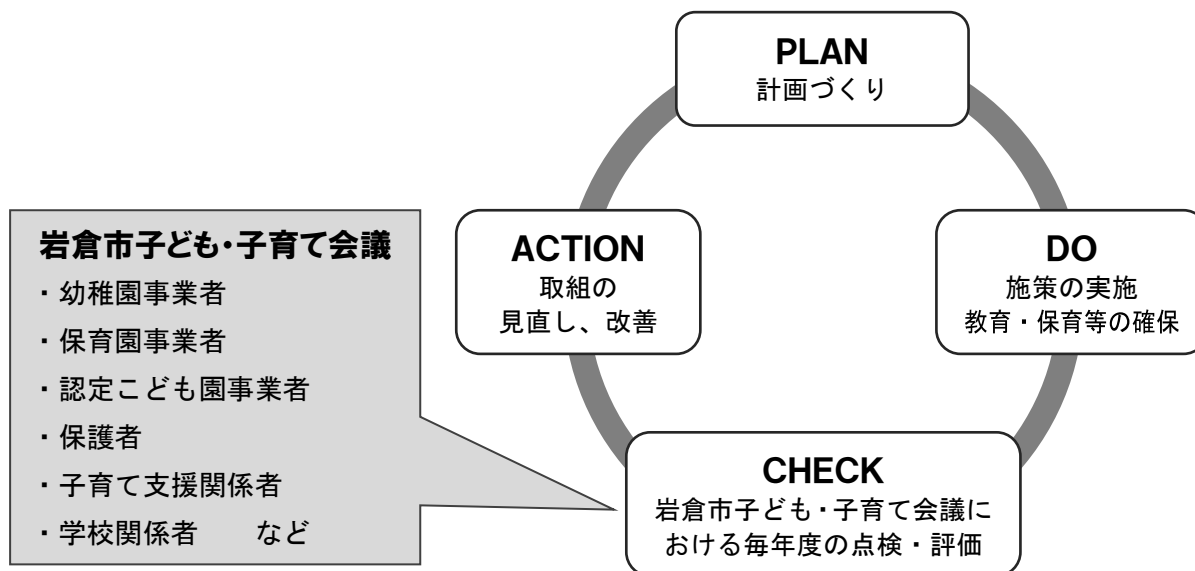 PLAN
計画づくり
岩倉市子ども・子育て会議
・幼稚園事業者
・保育園事業者
・認定こども園事業者
・保護者
・子育て支援関係者
・学校関係者　　など
ACTION
取組の
見直し、改善
DO
施策の実施
教育・保育等の確保
CHECK
岩倉市子ども・子育て会議に
おける毎年度の点検・評価